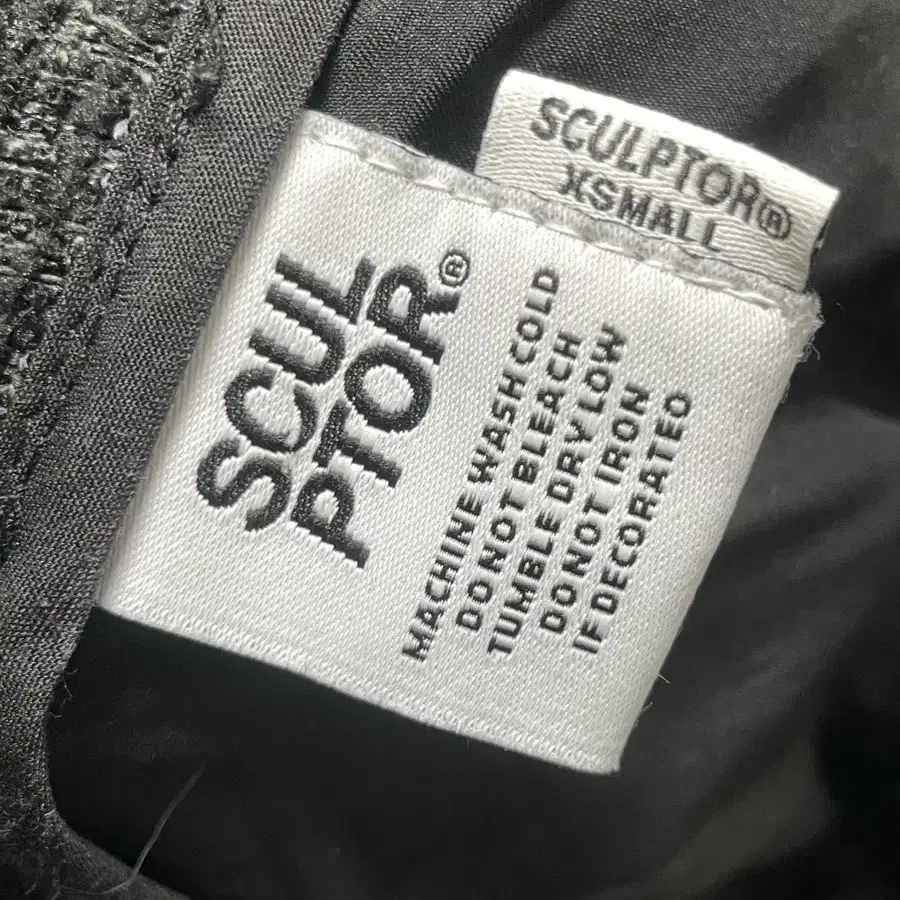 SCULPTOR®
XSMALL
SCUL
PTOR®
MACHINE WASH COLD
DO NOT BLEACH
TUMBLE DRY LOW
DO NOT IRON
IF DECORATED